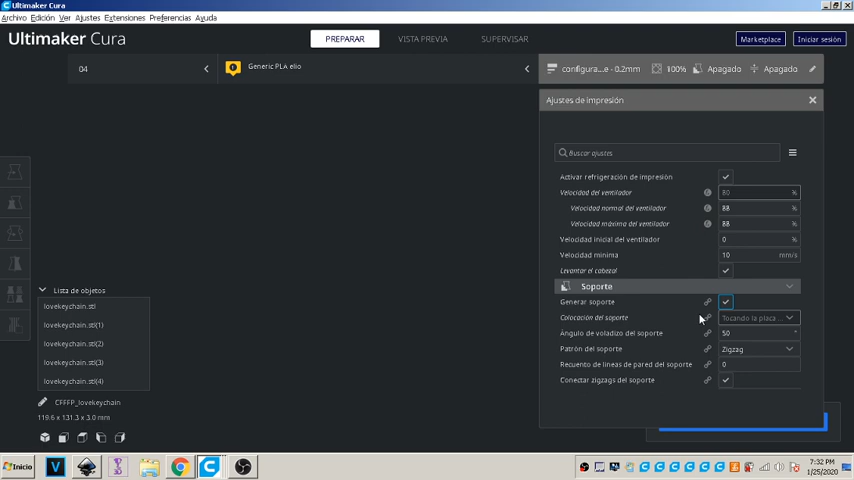 Ultimaker Cura
Archivo Edición Ver Ajustes Extensiones Preferencias Ayuda
Ultimaker Cura
PREPARAR
VISTA PREVIA
SUPERVISAR
Marketplace
Iniciar sesión
04
Generic PLA elio
configura...e - 0.2mm
100%
Apagado
Apagado
Ajustes de impresión
Buscar ajustes
Activar refrigeración de impresión
Velocidad del ventilador 80 %
Velocidad normal del ventilador 88 %
Velocidad máxima del ventilador 88 %
Velocidad inicial del ventilador 0 %
Velocidad mínima 10 mm/s
Levantar el cabezal
Soporte
Generar soporte
Colocación del soporte Tocando la placa ...
Ángulo de voladizo del soporte 50 °
Patrón del soporte Zigzag
Recuento de líneas de pared del soporte 0
Conectar zigzags del soporte
Lista de objetos
lovekeychain.stl
lovekeychain.stl(1)
lovekeychain.stl(2)
lovekeychain.stl(3)
lovekeychain.stl(4)
CFFFP_lovekeychain
119.6 x 131.3 x 3.0 mm
Inicio
7:32 PM
1/25/2020